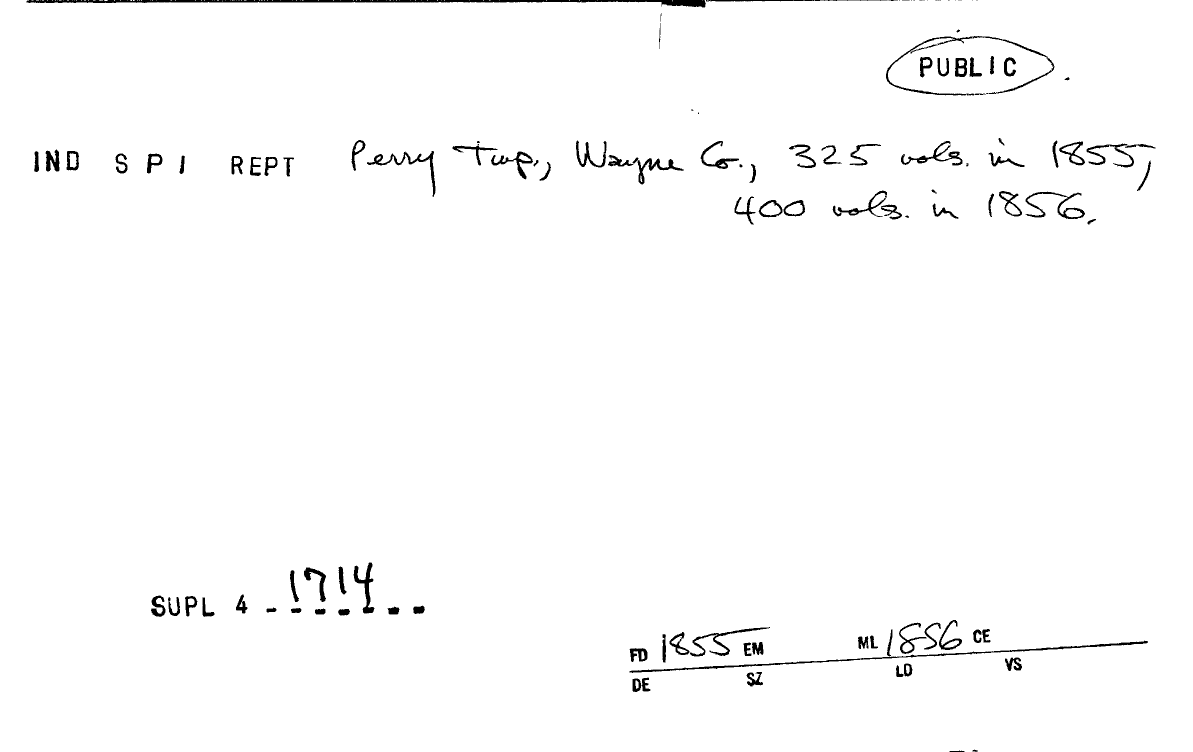 PUBLIC
IND S P I REPT Perry Twp., Wayne Co., 325 vols. in 1855,
400 vols. in 1856.
SUPL 4 - 1714
FD 1855 EM ML 1856 CE
DE SZ LD VS